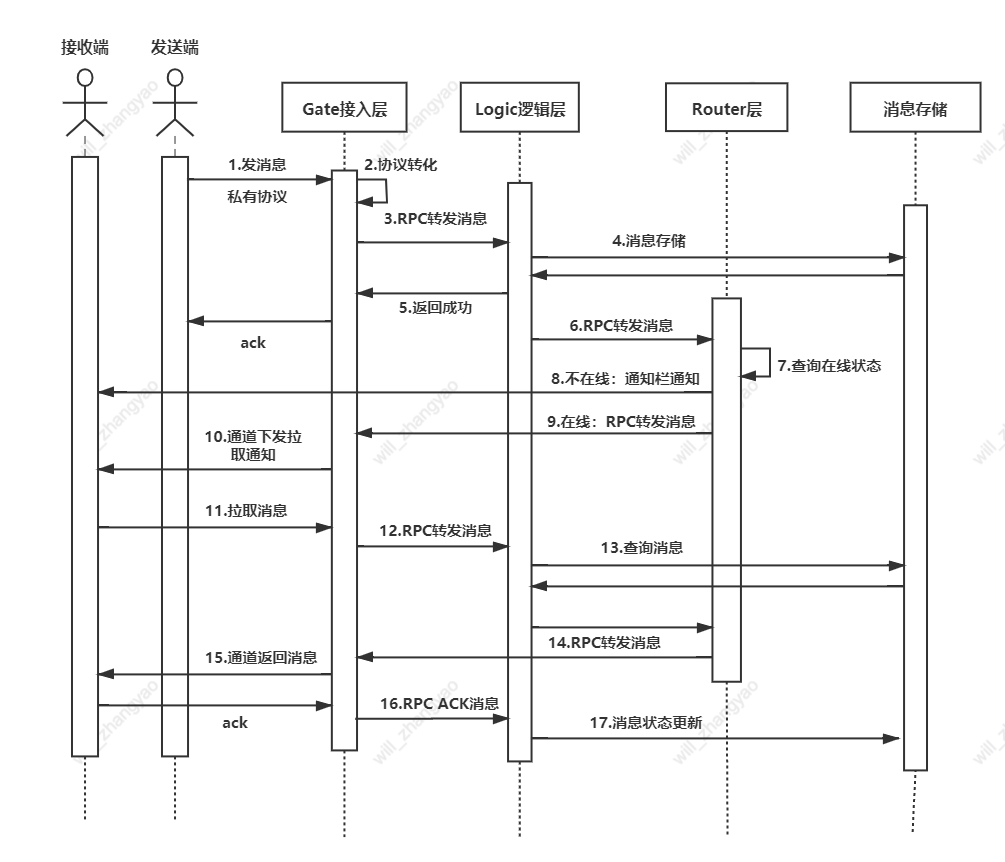 接收端
发送端
Gate接入层
Logic逻辑层
Router层
消息存储
1.发消息
私有协议
2.协议转化
3.RPC转发消息
4.消息存储
5.返回成功
ack
6.RPC转发消息
7.查询在线状态
8.不在线：通知栏通知
9.在线：RPC转发消息
10.通道下发拉
取通知
11.拉取消息
12.RPC转发消息
13.查询消息
14.RPC转发消息
15.通道返回消息
16.RPC ACK消息
ack
17.消息状态更新
will_zhangyao
will_zhangyao
will_zhangyao
will_zhangyao
will_zhangyao
will_zhangyao
will_zhangyao
will_zhangyao
will_zhangyao